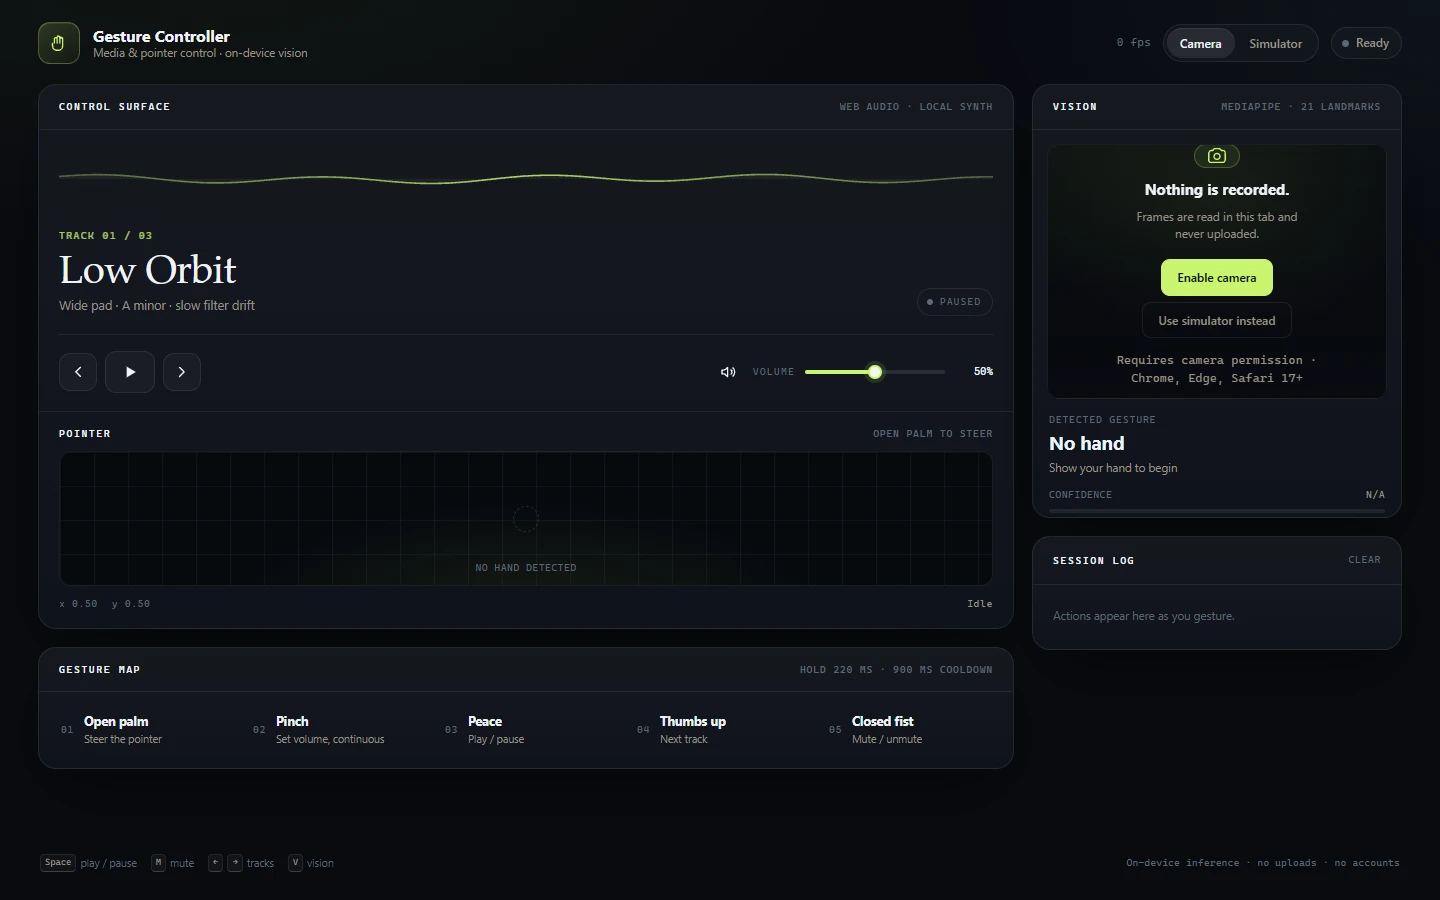 Gesture Controller
Media & pointer control · on-device vision
0 fps
Camera
Simulator
Ready
CONTROL SURFACE
WEB AUDIO · LOCAL SYNTH
TRACK 01 / 03
Low Orbit
Wide pad · A minor · slow filter drift
PAUSED
VOLUME
50%
POINTER
OPEN PALM TO STEER
NO HAND DETECTED
x 0.50 y 0.50
Idle
GESTURE MAP
HOLD 220 MS · 900 MS COOLDOWN
01 Open palm
Steer the pointer
02 Pinch
Set volume, continuous
03 Peace
Play / pause
04 Thumbs up
Next track
05 Closed fist
Mute / unmute
VISION
MEDIAPIPE · 21 LANDMARKS
Nothing is recorded.
Frames are read in this tab and
never uploaded.
Enable camera
Use simulator instead
Requires camera permission ·
Chrome, Edge, Safari 17+
DETECTED GESTURE
No hand
Show your hand to begin
CONFIDENCE
N/A
SESSION LOG
CLEAR
Actions appear here as you gesture.
Space play / pause M mute ← → tracks V vision
On-device inference · no uploads · no accounts